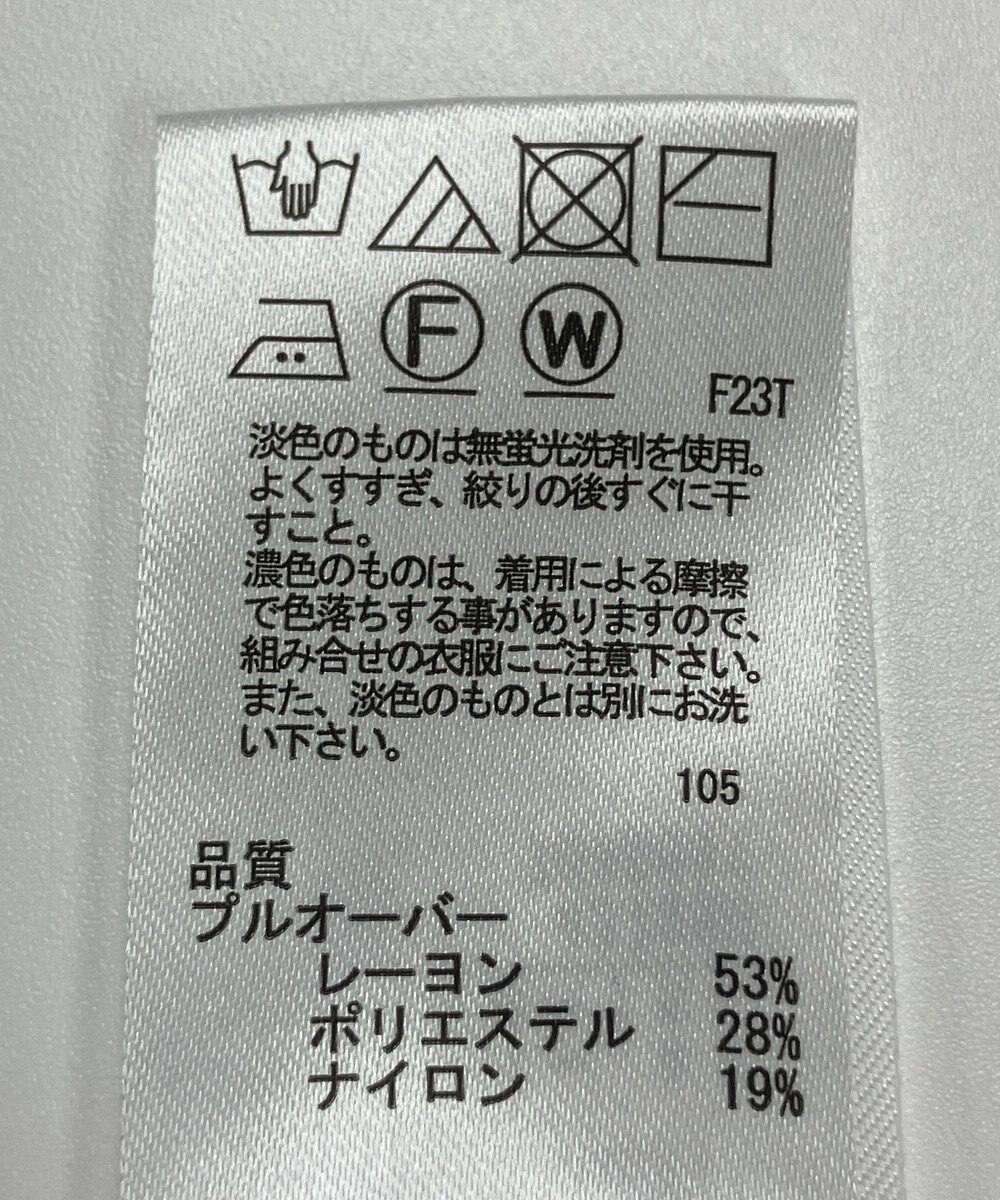 F W
F23T
淡色のものは無蛍光洗剤を使用。
よくすすぎ、絞りの後すぐに干
すこと。
濃色のものは、着用による摩擦
で色落ちする事がありますので、
組み合せの衣服にご注意下さい。
また、淡色のものとは別にお洗
い下さい。
105
品質
プルオーバー
レーヨン 53%
ポリエステル 28%
ナイロン 19%